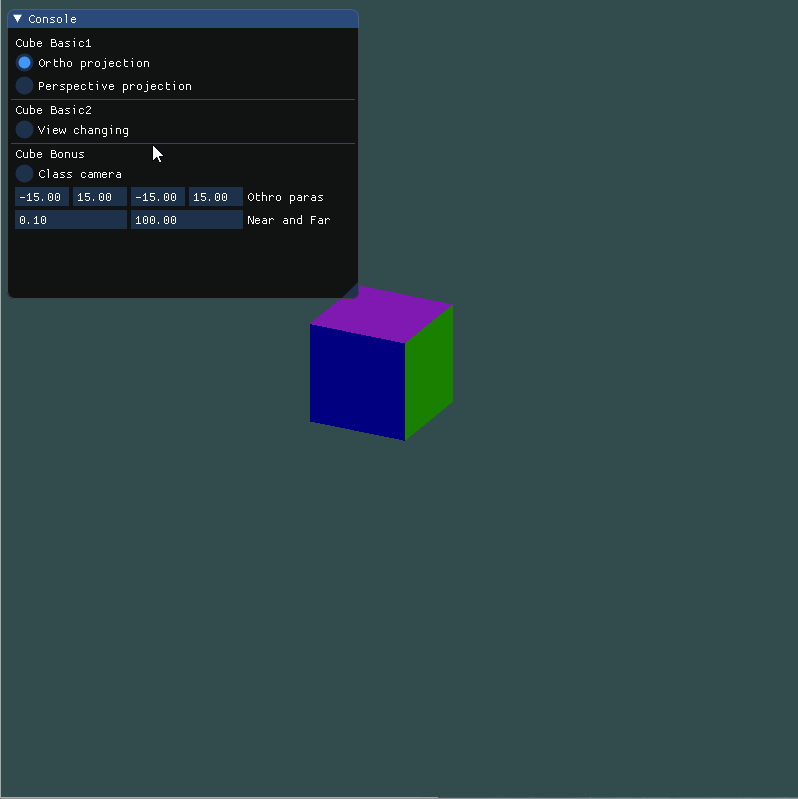 Console
Cube Basic1
Ortho projection
Perspective projection
Cube Basic2
View changing
Cube Bonus
Class camera
-15.00 15.00 -15.00 15.00 Othro paras
0.10 100.00 Near and Far